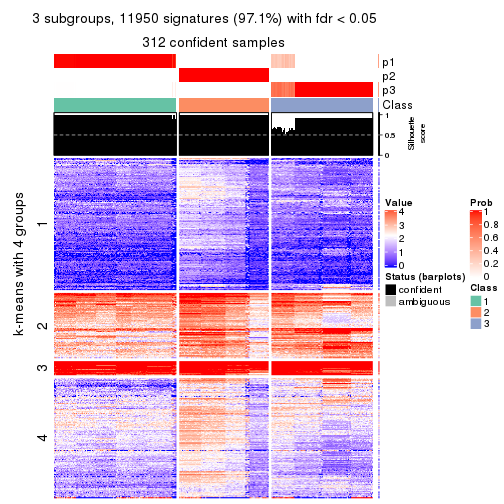 3 subgroups, 11950 signatures (97.1%) with fdr < 0.05
312 confident samples
p1
p2
p3
Class
1
0.5
0
Silhouette
score
k-means with 4 groups
1
2
3
4
Value
4
3
2
1
0
Status (barplots)
confident
ambiguous
Prob
1
0.8
0.6
0.4
0.2
0
Class
1
2
3